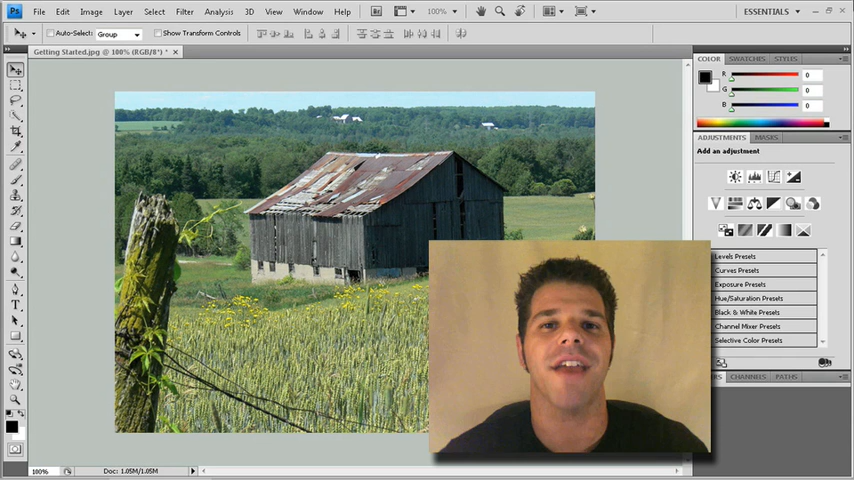 Ps File Edit Image Layer Select Filter Analysis 3D View Window Help 100% ESSENTIALS
Auto-Select: Group Show Transform Controls
Getting Started.jpg @ 100% (RGB/8*) *
COLOR SWATCHES STYLES
R 0
G 0
B 0
ADJUSTMENTS MASKS
Add an adjustment
Levels Presets
Curves Presets
Exposure Presets
Hue/Saturation Presets
Black & White Presets
Channel Mixer Presets
Selective Color Presets
CHANNELS PATHS
100% Doc: 1.05M/1.05M